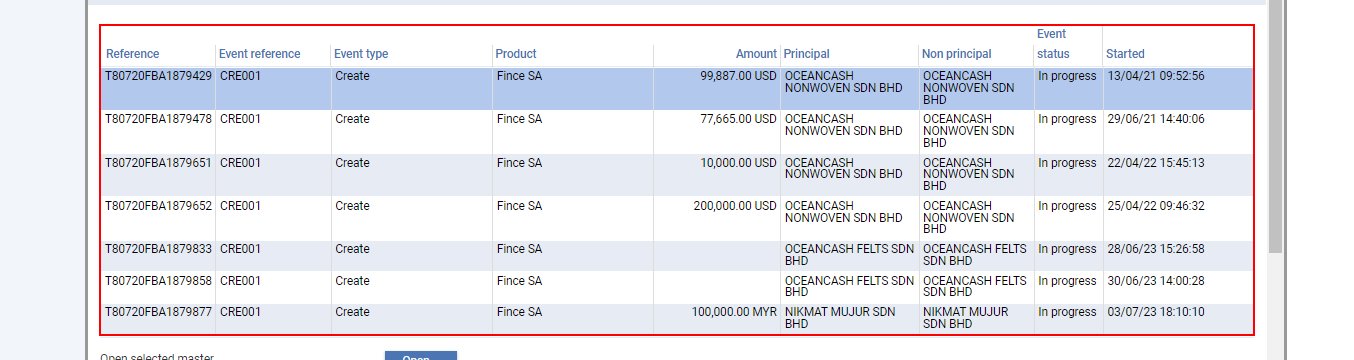 Event
Reference Event reference Event type Product Amount Principal Non principal status Started
T80720FBA1879429 CRE001 Create Fince SA 99,887.00 USD OCEANCASH OCEANCASH In progress 13/04/21 09:52:56
NONWOVEN SDN BHD NONWOVEN SDN
BHD
T80720FBA1879478 CRE001 Create Fince SA 77,665.00 USD OCEANCASH OCEANCASH In progress 29/06/21 14:40:06
NONWOVEN SDN BHD NONWOVEN SDN
BHD
T80720FBA1879651 CRE001 Create Fince SA 10,000.00 USD OCEANCASH OCEANCASH In progress 22/04/22 15:45:13
NONWOVEN SDN BHD NONWOVEN SDN
BHD
T80720FBA1879652 CRE001 Create Fince SA 200,000.00 USD OCEANCASH OCEANCASH In progress 25/04/22 09:46:32
NONWOVEN SDN BHD NONWOVEN SDN
BHD
T80720FBA1879833 CRE001 Create Fince SA OCEANCASH FELTS SDN OCEANCASH FELTS In progress 28/06/23 15:26:58
BHD SDN BHD
T80720FBA1879858 CRE001 Create Fince SA OCEANCASH FELTS SDN OCEANCASH FELTS In progress 30/06/23 14:00:28
BHD SDN BHD
T80720FBA1879877 CRE001 Create Fince SA 100,000.00 MYR NIKMAT MUJUR SDN NIKMAT MUJUR In progress 03/07/23 18:10:10
BHD SDN BHD
Open selected master Open